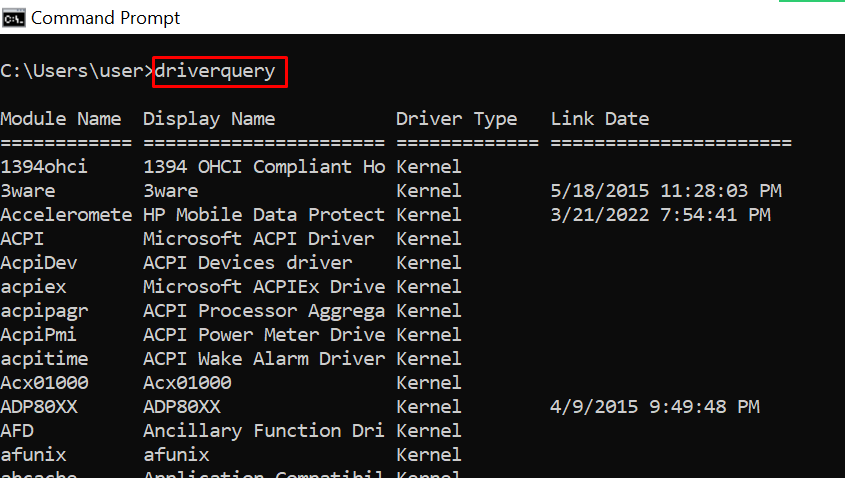 Command Prompt
C:\Users\user>driverquery
Module Name  Display Name           Driver Type   Link Date
============ ====================== ============= ======================
1394ohci     1394 OHCI Compliant Ho Kernel
3ware        3ware                  Kernel        5/18/2015 11:28:03 PM
Acceleromete HP Mobile Data Protect Kernel        3/21/2022 7:54:41 PM
ACPI         Microsoft ACPI Driver  Kernel
AcpiDev      ACPI Devices driver    Kernel
acpiex       Microsoft ACPIEx Drive Kernel
acpipagr     ACPI Processor Aggrega Kernel
AcpiPmi      ACPI Power Meter Drive Kernel
acpitime     ACPI Wake Alarm Driver Kernel
Acx01000     Acx01000               Kernel
ADP80XX      ADP80XX                Kernel        4/9/2015 9:49:48 PM
AFD          Ancillary Function Dri Kernel
afunix       afunix                 Kernel
ahcache      Application Compatibil Kernel